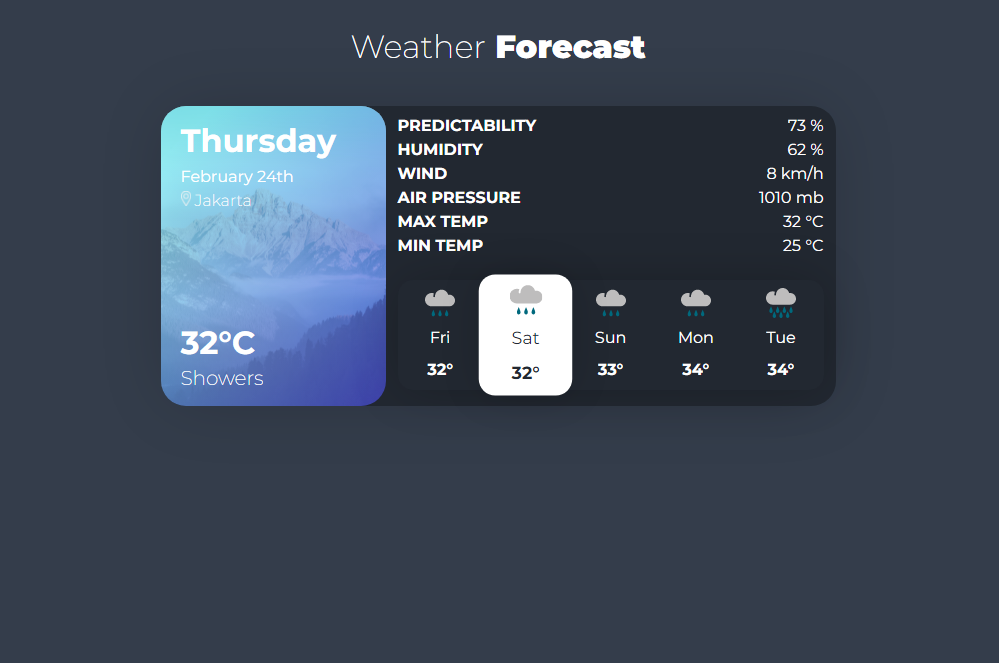 Weather Forecast
Thursday
February 24th
Jakarta
32°C
Showers
PREDICTABILITY 73 %
HUMIDITY 62 %
WIND 8 km/h
AIR PRESSURE 1010 mb
MAX TEMP 32 °C
MIN TEMP 25 °C
Fri Sat Sun Mon Tue
32° 32° 33° 34° 34°